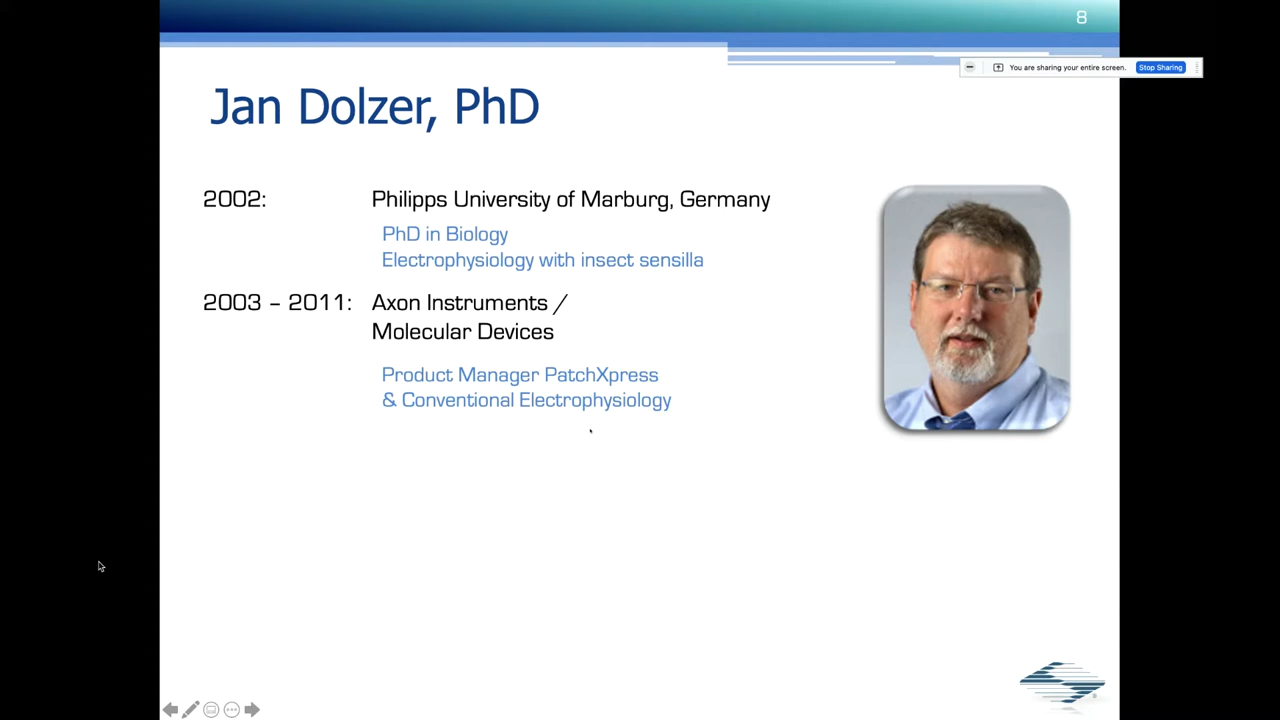 8
You are sharing your entire screen.
Stop Sharing
Jan Dolzer, PhD
2002:
Philipps University of Marburg, Germany
PhD in Biology
Electrophysiology with insect sensilla
2003 – 2011:
Axon Instruments /
Molecular Devices
Product Manager PatchXpress
& Conventional Electrophysiology